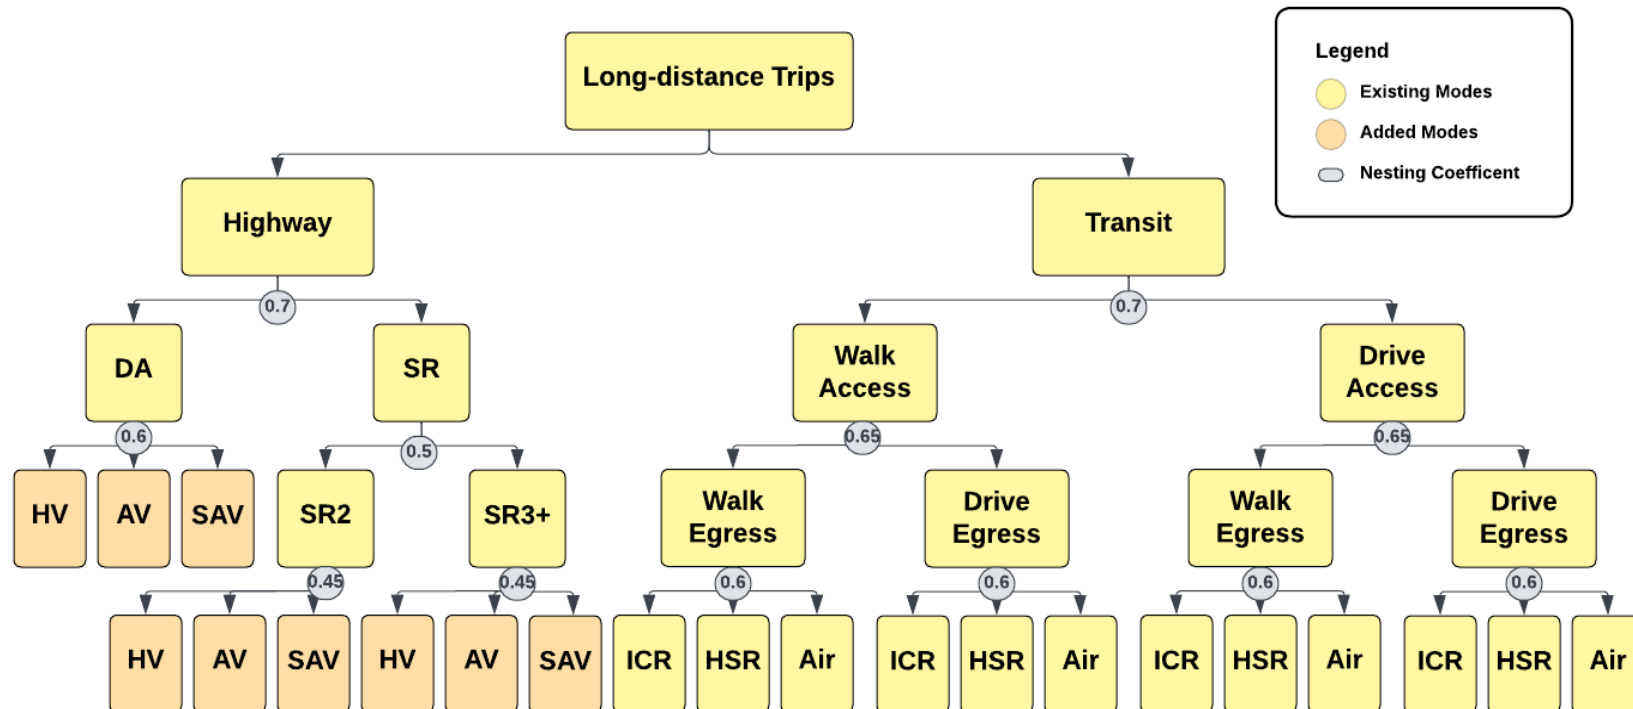 Long-distance Trips
Legend
Existing Modes
Added Modes
Nesting Coefficent
Highway
Transit
0.7
0.7
DA
SR
Walk
Access
Drive
Access
0.6
0.5
0.65
0.65
HV
AV
SAV
SR2
SR3+
Walk
Egress
Drive
Egress
Walk
Egress
Drive
Egress
0.45
0.45
0.6
0.6
0.6
0.6
HV
AV
SAV
HV
AV
SAV
ICR
HSR
Air
ICR
HSR
Air
ICR
HSR
Air
ICR
HSR
Air